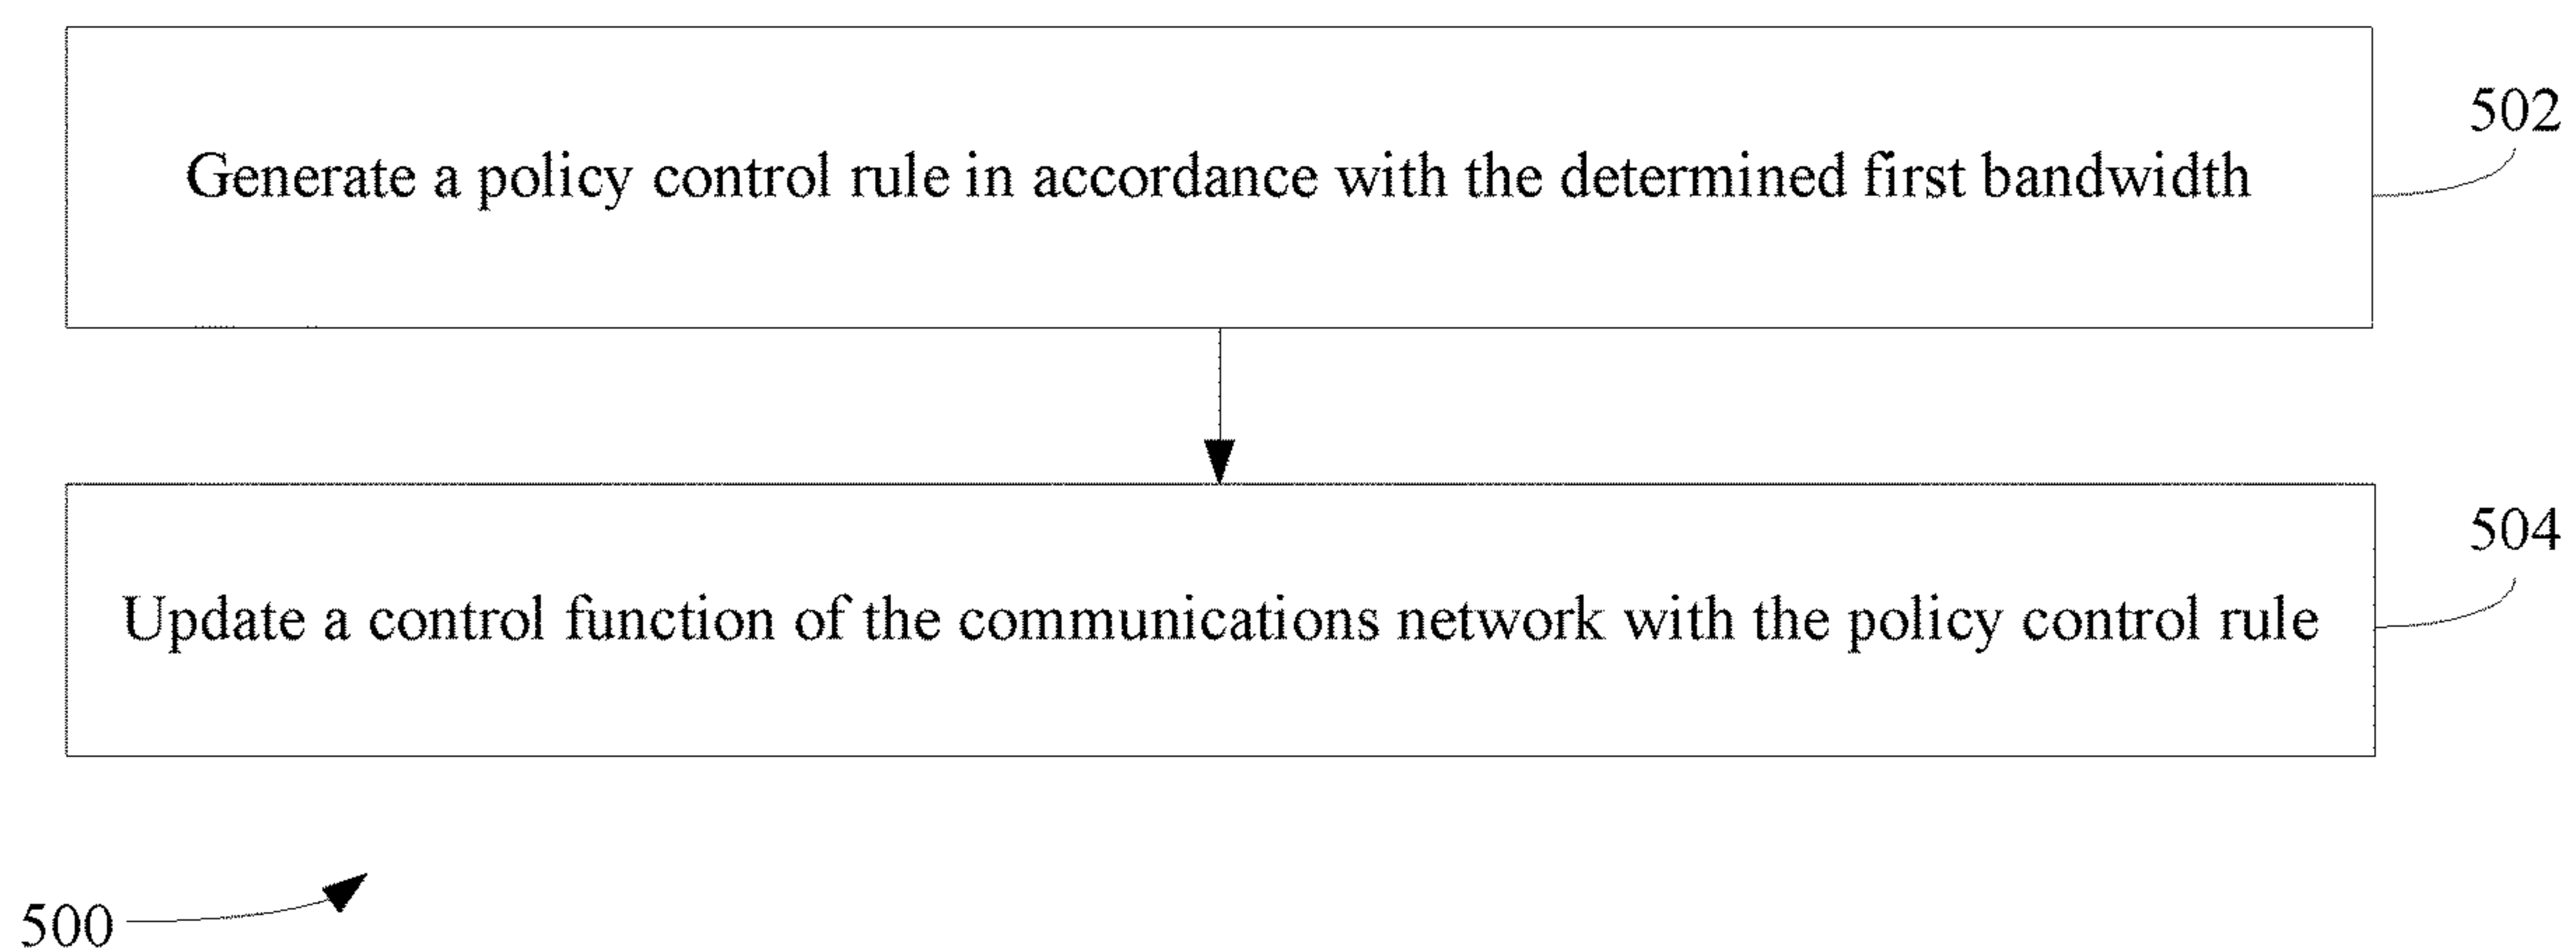 502
Generate a policy control rule in accordance with the determined first bandwidth
504
Update a control function of the communications network with the policy control rule
500